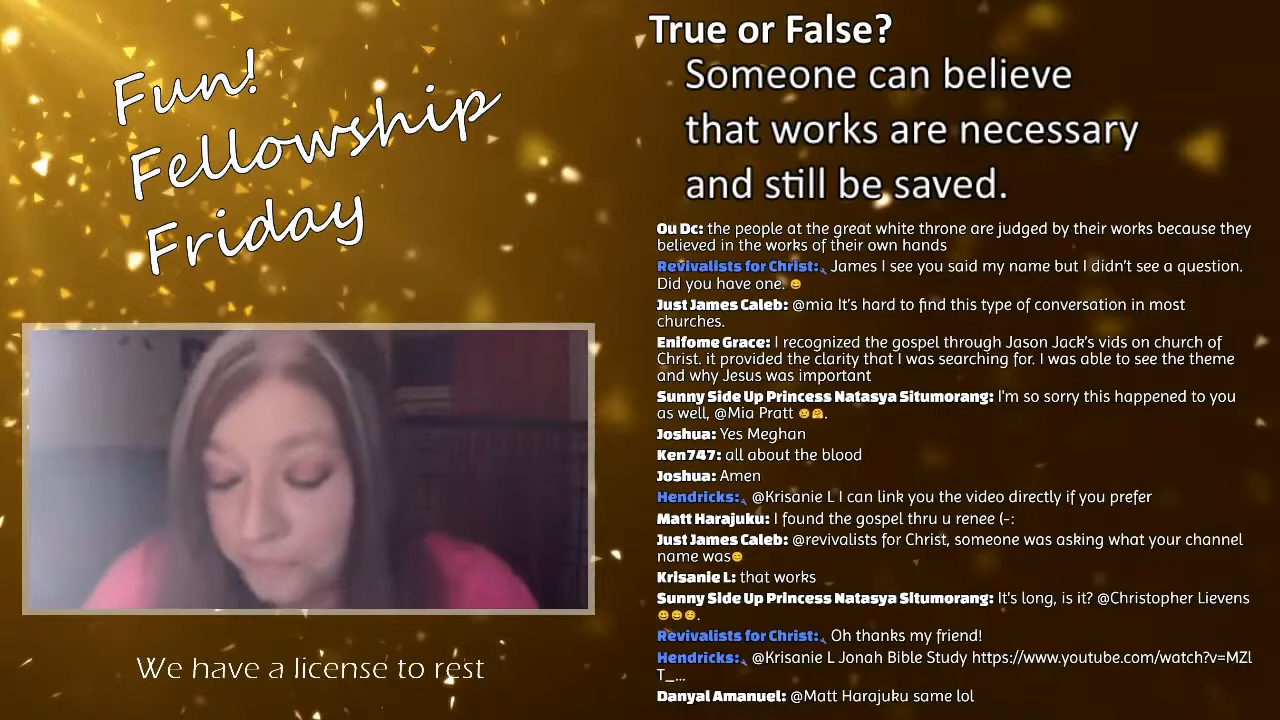 Fun!
Fellowship
Friday
We have a license to rest
True or False?
Someone can believe
that works are necessary
and still be saved.
Ou Dc: the people at the great white throne are judged by their works because they
believed in the works of their own hands
Revivalists for Christ: James I see you said my name but I didn't see a question.
Did you have one. 😊
Just James Caleb: @mia It's hard to find this type of conversation in most
churches.
Enifome Grace: I recognized the gospel through Jason Jack's vids on church of
Christ. it provided the clarity that I was searching for. I was able to see the theme
and why Jesus was important
Sunny Side Up Princess Natasya Situmorang: I'm so sorry this happened to you
as well, @Mia Pratt 😢🤗.
Joshua: Yes Meghan
Ken747: all about the blood
Joshua: Amen
Hendricks: @Krisanie L I can link you the video directly if you prefer
Matt Harajuku: I found the gospel thru u renee (-:
Just James Caleb: @revivalists for Christ, someone was asking what your channel
name was😊
Krisanie L: that works
Sunny Side Up Princess Natasya Situmorang: It's long, is it? @Christopher Lievens
😄😄☺.
Revivalists for Christ: Oh thanks my friend!
Hendricks: @Krisanie L Jonah Bible Study https://www.youtube.com/watch?v=MZl
T_...
Danyal Amanuel: @Matt Harajuku same lol